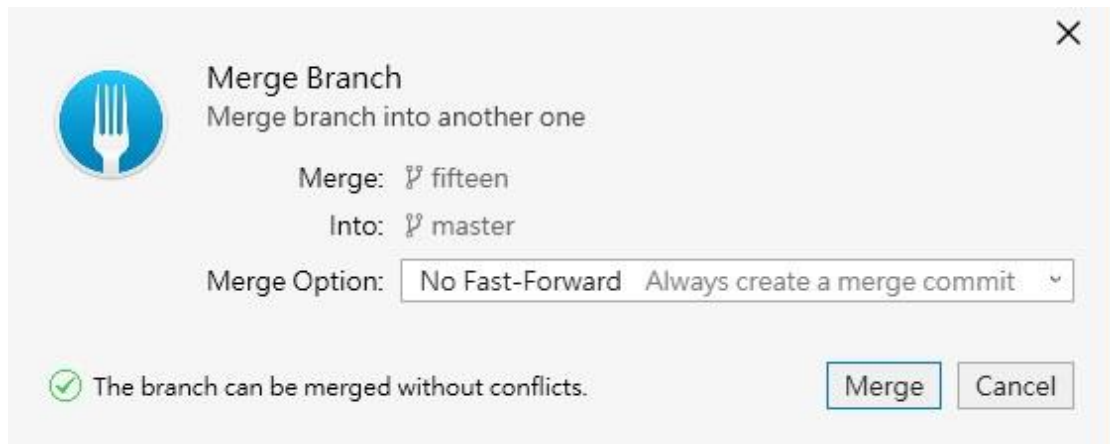 Merge Branch
Merge branch into another one
Merge: fifteen
Into: master
Merge Option: No Fast-Forward Always create a merge commit
The branch can be merged without conflicts. Merge Cancel